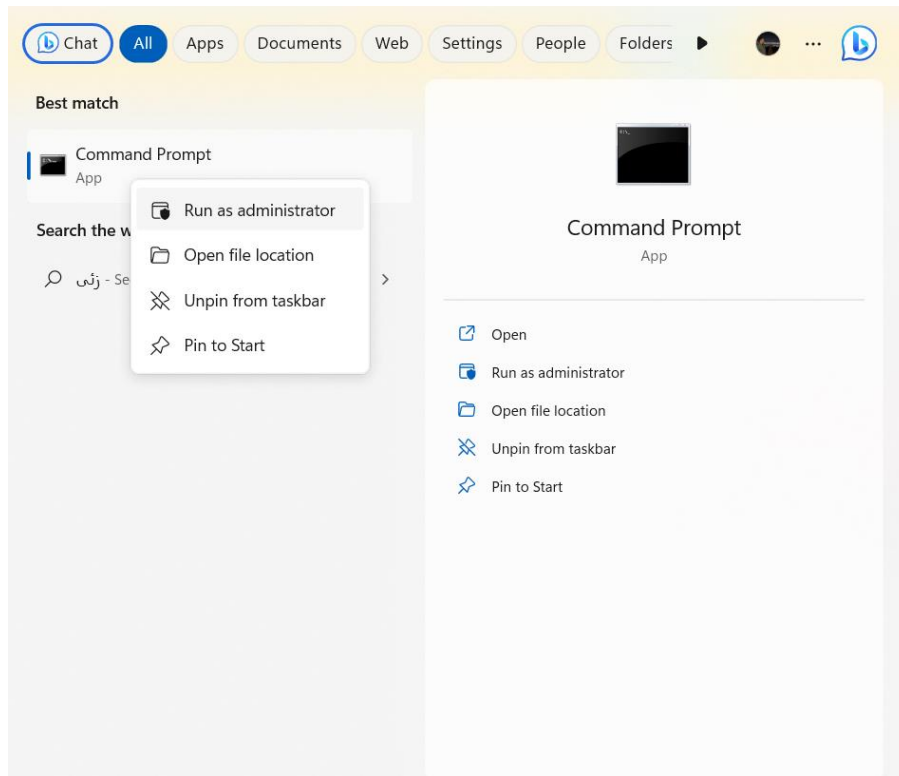 Chat All Apps Documents Web Settings People Folders
Best match
Command Prompt
App
Run as administrator
Open file location
Unpin from taskbar
Pin to Start
Search the w
زئی - Se
Command Prompt
App
Open
Run as administrator
Open file location
Unpin from taskbar
Pin to Start